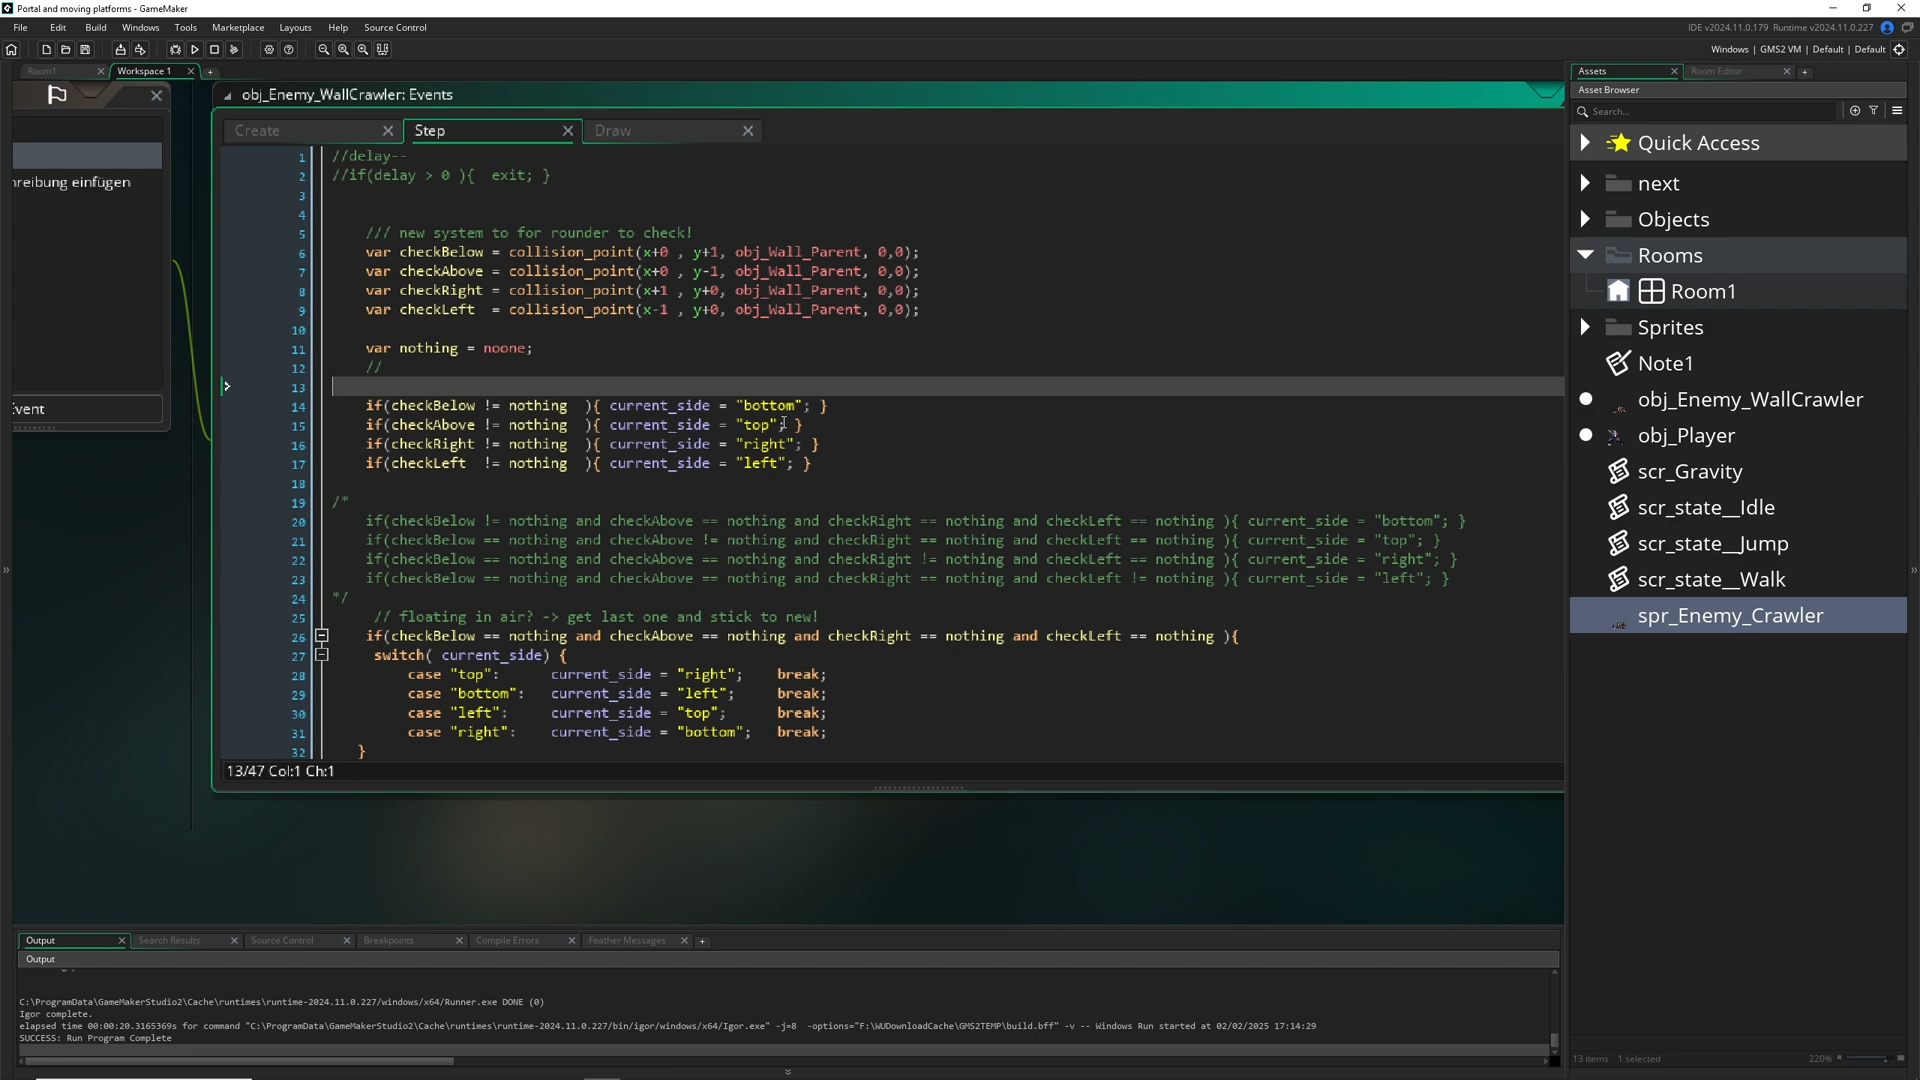 Portal and moving platforms - GameMaker
File Edit Build Windows Tools Marketplace Layouts Help Source Control
IDE v2024.11.0.179 Runtime v2024.11.0.227
Windows | GMS2 VM | Default | Default
Room1
Workspace 1
hreibung einfügen
Event
obj_Enemy_WallCrawler: Events
Create
Step
Draw
1 //delay--
2 //if(delay > 0 ){ exit; }
3
4
5 /// new system to for rounder to check!
6 var checkBelow = collision_point(x+0 , y+1, obj_Wall_Parent, 0,0);
7 var checkAbove = collision_point(x+0 , y-1, obj_Wall_Parent, 0,0);
8 var checkRight = collision_point(x+1 , y+0, obj_Wall_Parent, 0,0);
9 var checkLeft = collision_point(x-1 , y+0, obj_Wall_Parent, 0,0);
10
11 var nothing = noone;
12 //
13
14 if(checkBelow != nothing ){ current_side = "bottom"; }
15 if(checkAbove != nothing ){ current_side = "top"; }
16 if(checkRight != nothing ){ current_side = "right"; }
17 if(checkLeft != nothing ){ current_side = "left"; }
18
19 /*
20 if(checkBelow != nothing and checkAbove == nothing and checkRight == nothing and checkLeft == nothing ){ current_side = "bottom"; }
21 if(checkBelow == nothing and checkAbove != nothing and checkRight == nothing and checkLeft == nothing ){ current_side = "top"; }
22 if(checkBelow == nothing and checkAbove == nothing and checkRight != nothing and checkLeft == nothing ){ current_side = "right"; }
23 if(checkBelow == nothing and checkAbove == nothing and checkRight == nothing and checkLeft != nothing ){ current_side = "left"; }
24 */
25 // floating in air? -> get last one and stick to new!
26 if(checkBelow == nothing and checkAbove == nothing and checkRight == nothing and checkLeft == nothing ){
27 switch( current_side) {
28 case "top": current_side = "right"; break;
29 case "bottom": current_side = "left"; break;
30 case "left": current_side = "top"; break;
31 case "right": current_side = "bottom"; break;
32 }
13/47 Col:1 Ch:1
Assets
Room Editor
Asset Browser
Search...
Quick Access
next
Objects
Rooms
Room1
Sprites
Note1
obj_Enemy_WallCrawler
obj_Player
scr_Gravity
scr_state__Idle
scr_state__Jump
scr_state__Walk
spr_Enemy_Crawler
13 items 1 selected
220%
Output
Search Results
Source Control
Breakpoints
Compile Errors
Feather Messages
Output
C:\ProgramData\GameMakerStudio2\Cache\runtimes\runtime-2024.11.0.227/windows/x64/Runner.exe DONE (0)
Igor complete.
elapsed time 00:00:20.3165369s for command "C:\ProgramData\GameMakerStudio2\Cache\runtimes\runtime-2024.11.0.227/bin/igor/windows/x64/Igor.exe" -j=8 -options="F:\WUDownloadCache\GMS2TEMP\build.bff" -v -- Windows Run started at 02/02/2025 17:14:29
SUCCESS: Run Program Complete